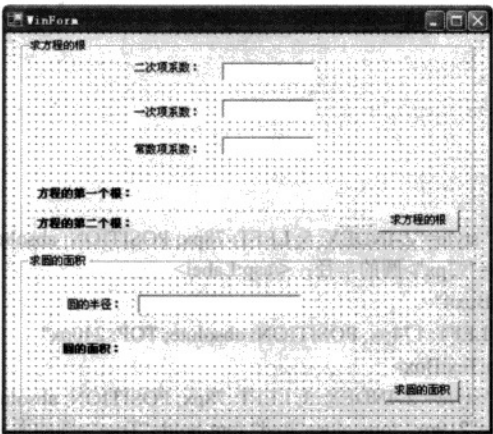 WinForm
求方程的根
二次项系数：
一次项系数：
常数项系数：
方程的第一个根：
方程的第二个根：
求方程的根
求圆的面积
圆的半径：
圆的面积：
求圆的面积